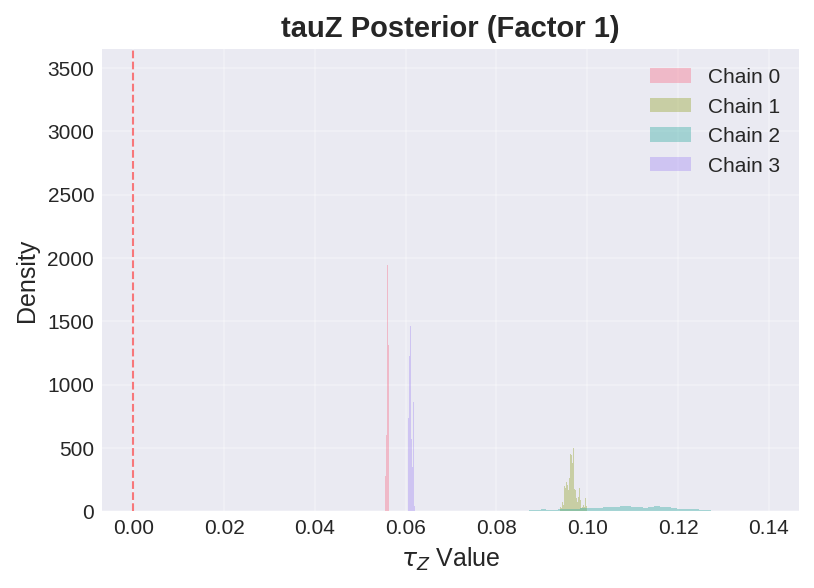 tauZ Posterior (Factor 1)
3500
3000
2500
2000
1500
1000
500
0
Density
Chain 0
Chain 1
Chain 2
Chain 3
0.00 0.02 0.04 0.06 0.08 0.10 0.12 0.14
τ_Z Value